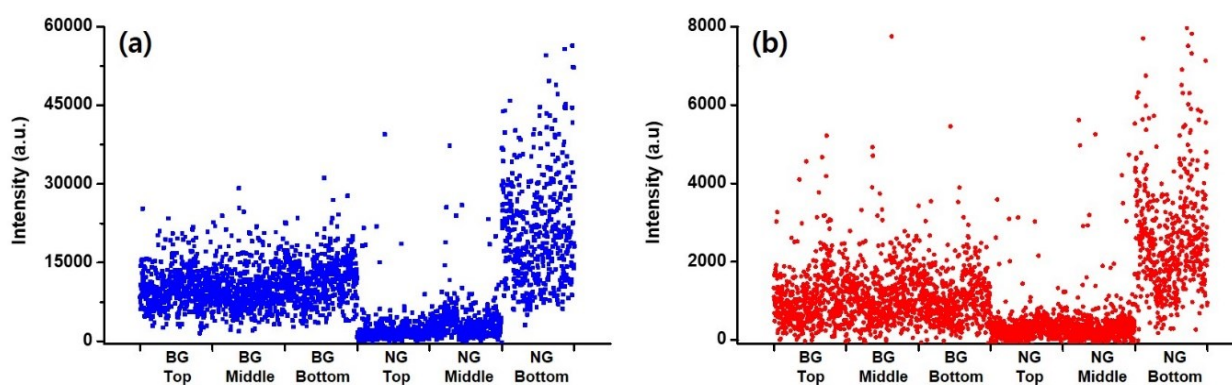 60000
(a)
45000
30000
15000
0
Intensity (a.u.)
BG BG BG NG NG NG
Top Middle Bottom Top Middle Bottom
8000
(b)
6000
4000
2000
0
Intensity (a.u)
BG BG BG NG NG NG
Top Middle Bottom Top Middle Bottom